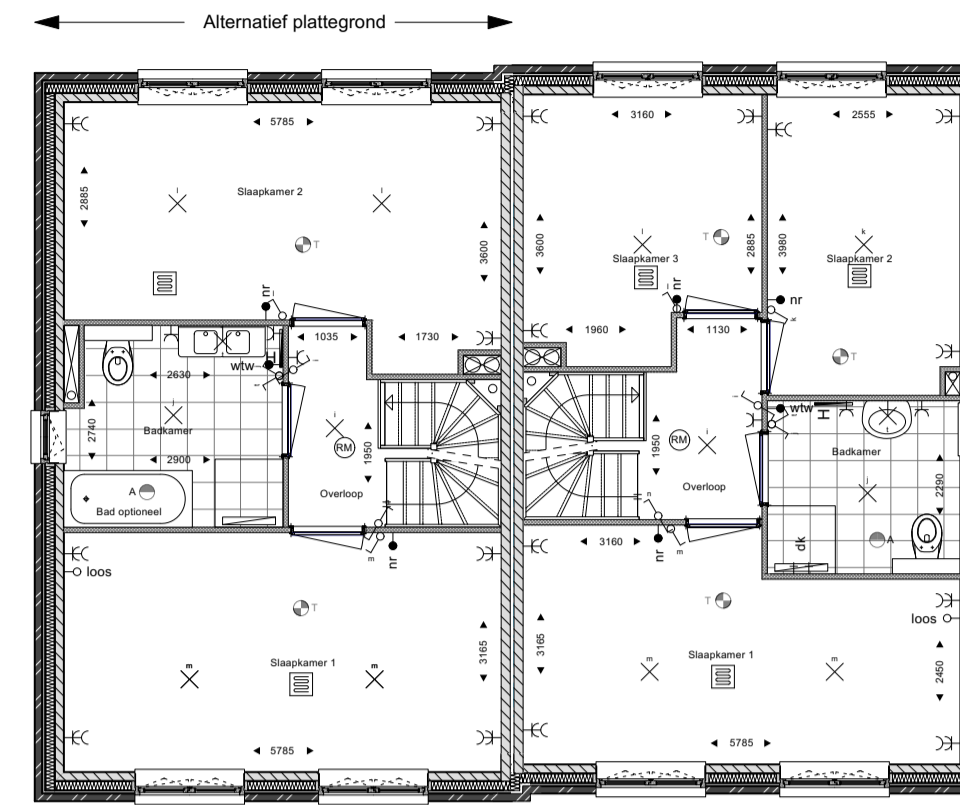 Alternatief plattegrond
5785
3160
2555
2885
Slaapkamer 2
3600
T
nr
3600
Slaapkamer 3
T
2885
3980
k
Slaapkamer 2
nr
nr
k
1035
1730
1960
1130
T
wtw
H
2630
2740
Badkamer
2900
A
Bad optioneel
RM
1950
Overloop
1950
RM
Overloop
wtw
H
Badkamer
2290
dk
A
m
nr
loos
3160
nr
m
T
m
m
Slaapkamer 1
3165
5785
3165
T
Slaapkamer 1
m
m
loos
2450
5785